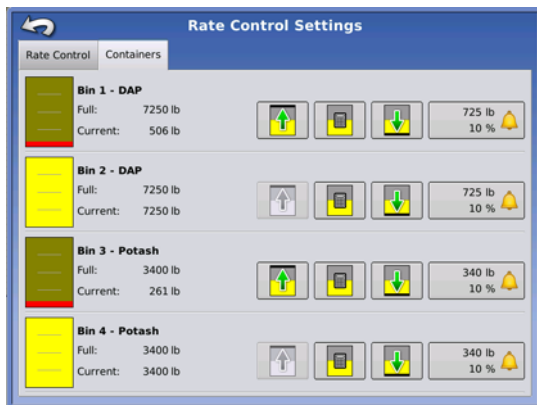 Rate Control Settings
Rate Control Containers
Bin 1 - DAP
Full: 7250 lb
Current: 506 lb
725 lb
10 %
Bin 2 - DAP
Full: 7250 lb
Current: 7250 lb
725 lb
10 %
Bin 3 - Potash
Full: 3400 lb
Current: 261 lb
340 lb
10 %
Bin 4 - Potash
Full: 3400 lb
Current: 3400 lb
340 lb
10 %